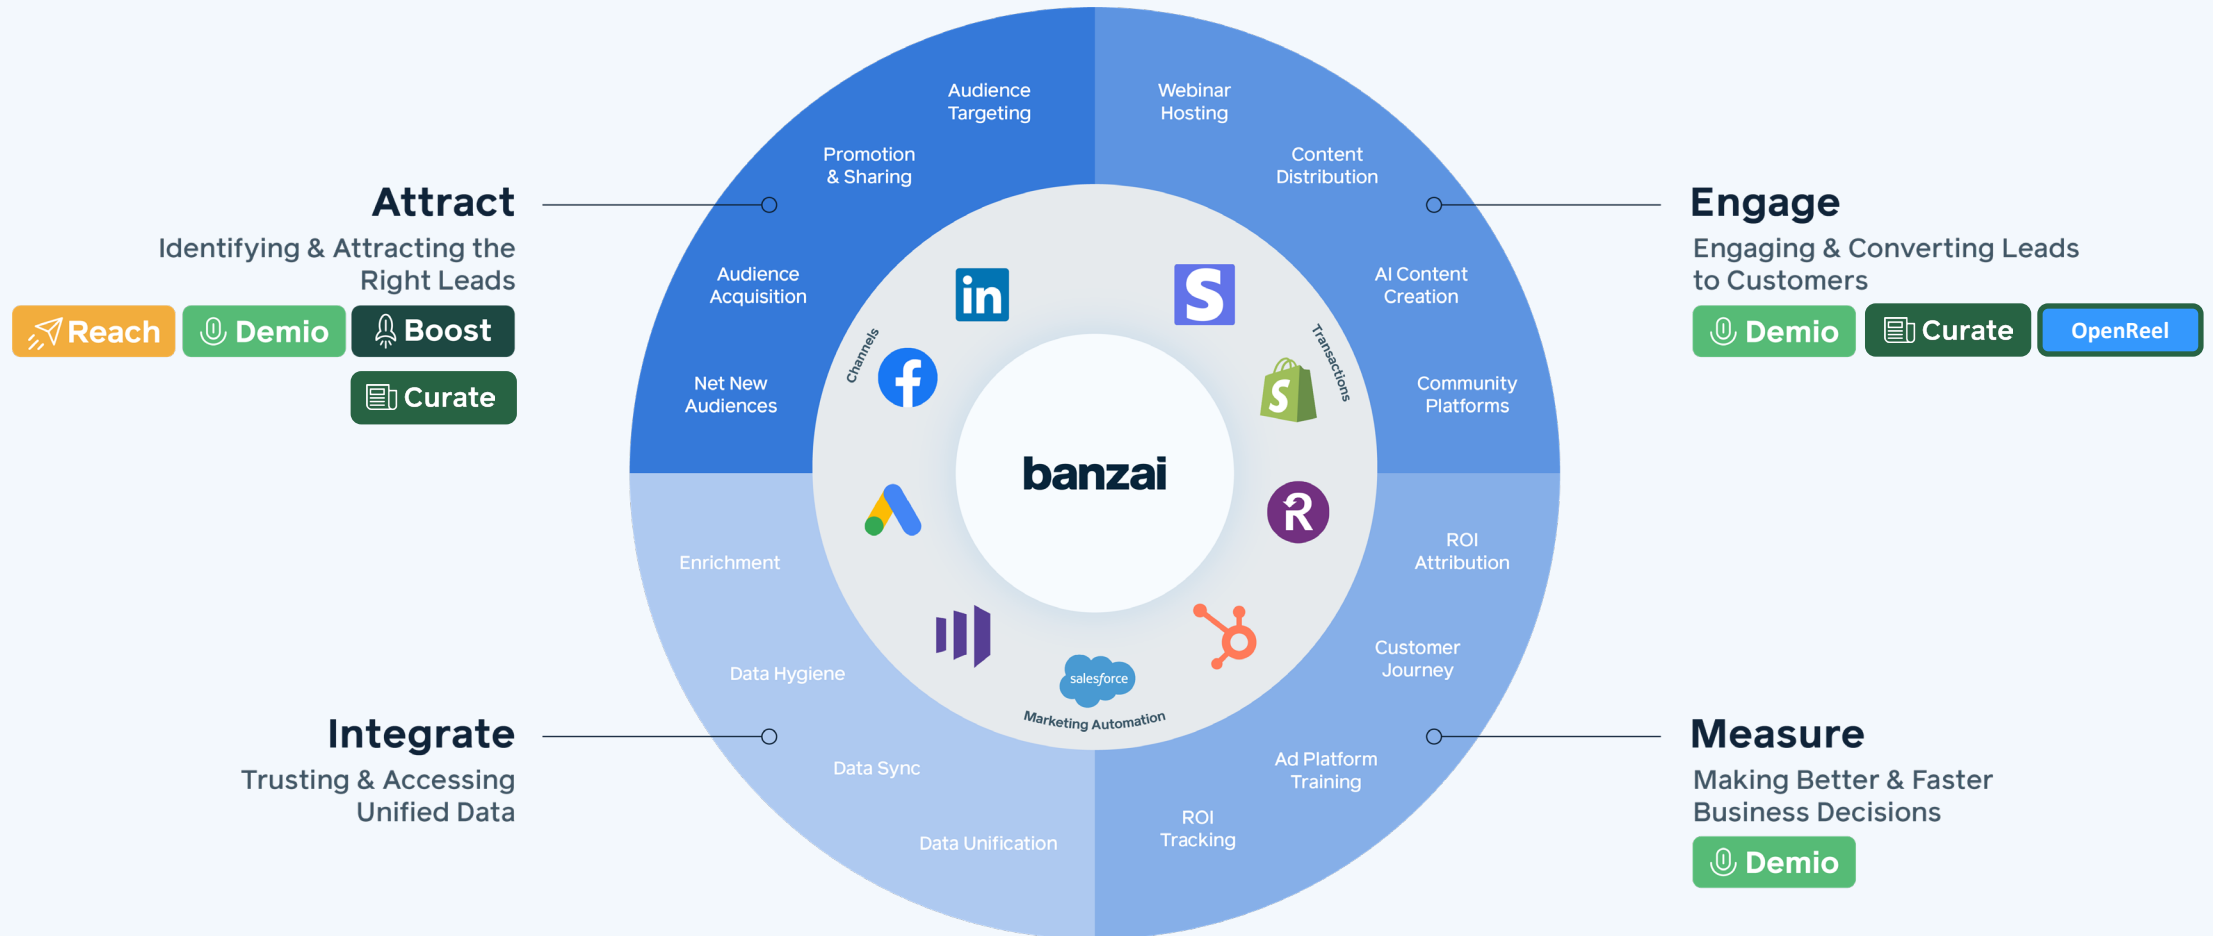 Attract
Identifying & Attracting the
Right Leads
Reach
Demio
Boost
Curate
Engage
Engaging & Converting Leads
to Customers
Demio
Curate
OpenReel
Integrate
Trusting & Accessing
Unified Data
Measure
Making Better & Faster
Business Decisions
Demio
Audience
Targeting
Promotion
& Sharing
Audience
Acquisition
Net New
Audiences
Webinar
Hosting
Content
Distribution
AI Content
Creation
Community
Platforms
Enrichment
Data Hygiene
Data Sync
Data Unification
ROI
Attribution
Customer
Journey
Ad Platform
Training
ROI
Tracking
Channels
in
f
S
S
Transactions
R
salesforce
Marketing Automation
banzai